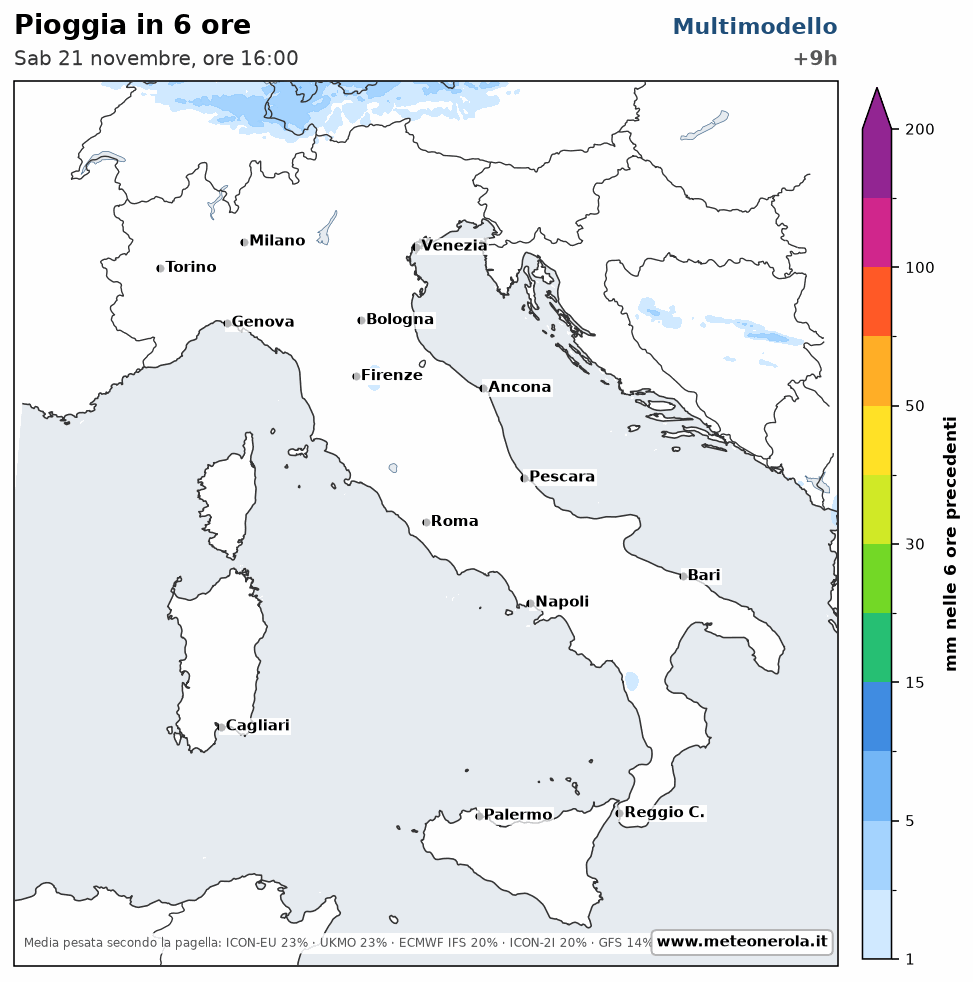 Pioggia in 6 ore
Multimodello
Sab 21 novembre, ore 16:00
+9h
200
100
50
30
15
5
1
mm nelle 6 ore precedenti
Milano
Venezia
Torino
Genova
Bologna
Firenze
Ancona
Pescara
Roma
Bari
Napoli
Cagliari
Palermo
Reggio C.
Media pesata secondo la pagella: ICON-EU 23% · UKMO 23% · ECMWF IFS 20% · ICON-2I 20% · GFS 14%
www.meteonerola.it